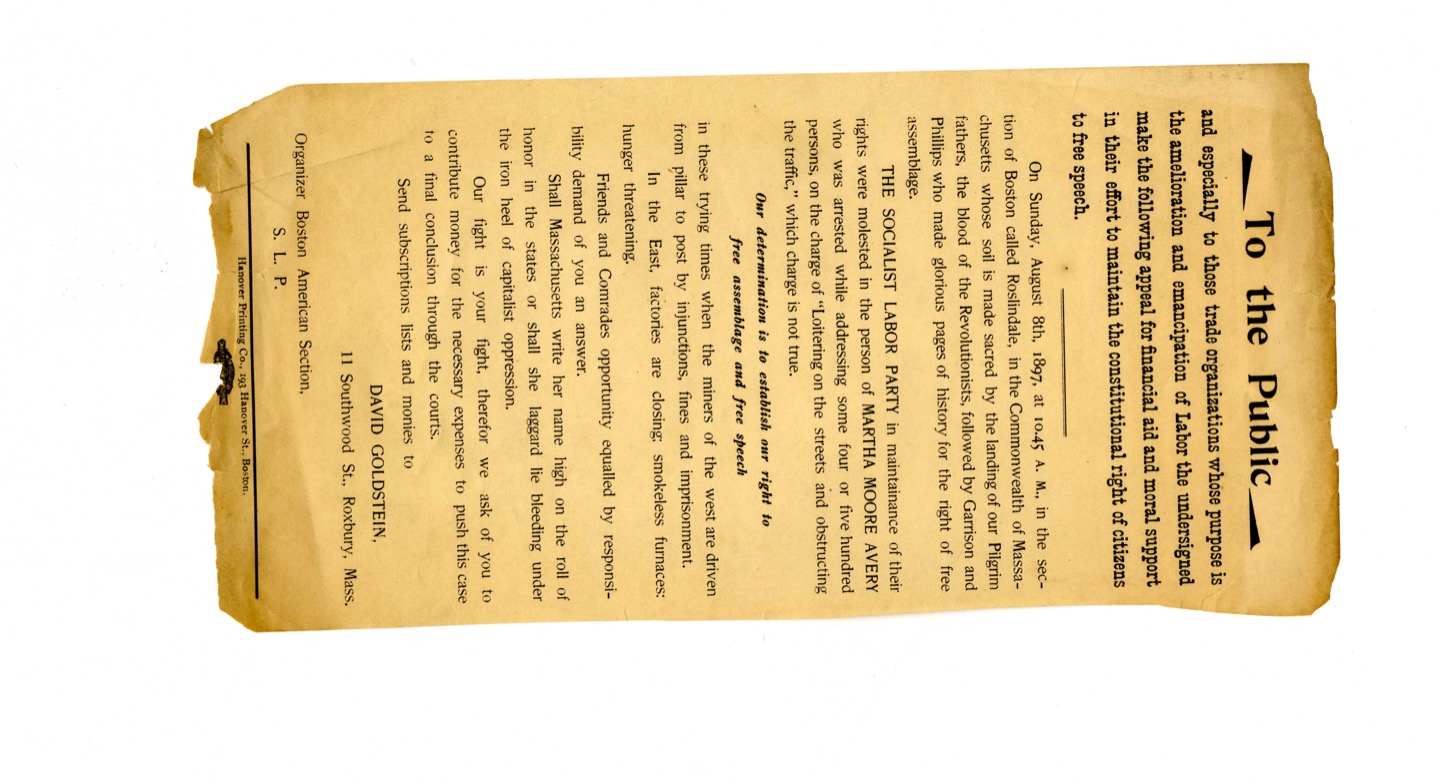 To the Public
and especially to those trade organizations whose purpose is
the amelioration and emancipation of Labor the undersigned
make the following appeal for financial aid and moral support
in their effort to maintain the constitutional right of citizens
to free speech.
On Sunday, August 8th, 1897, at 10.45 A. M., in the sec-
tion of Boston called Roslindale, in the Commonwealth of Massa-
chusetts whose soil is made sacred by the landing of our Pilgrim
fathers, the blood of the Revolutionists, followed by Garrison and
Phillips who made glorious pages of history for the right of free
assemblage.
THE SOCIALIST LABOR PARTY in maintainance of their
rights were molested in the person of MARTHA MOORE AVERY
who was arrested while addressing some four or five hundred
persons, on the charge of "Loitering on the streets and obstructing
the traffic," which charge is not true.
Our determination is to establish our right to
free assemblage and free speech
in these trying times when the miners of the west are driven
from pillar to post by injunctions, fines and imprisonment.
In the East, factories are closing; smokeless furnaces:
hunger threatening.
Friends and Comrades opportunity equalled by responsi-
bility demand of you an answer.
Shall Massachusetts write her name high on the roll of
honor in the states or shall she laggard lie bleeding under
the iron heel of capitalist oppression.
Our fight is your fight, therefor we ask of you to
contribute money for the necessary expenses to push this case
to a final conclusion through the courts.
Send subscriptions lists and monies to
DAVID GOLDSTEIN,
11 Southwood St., Roxbury, Mass.
Organizer Boston American Section,
S. L. P.
Hanover Printing Co., 193 Hanover St., Boston.